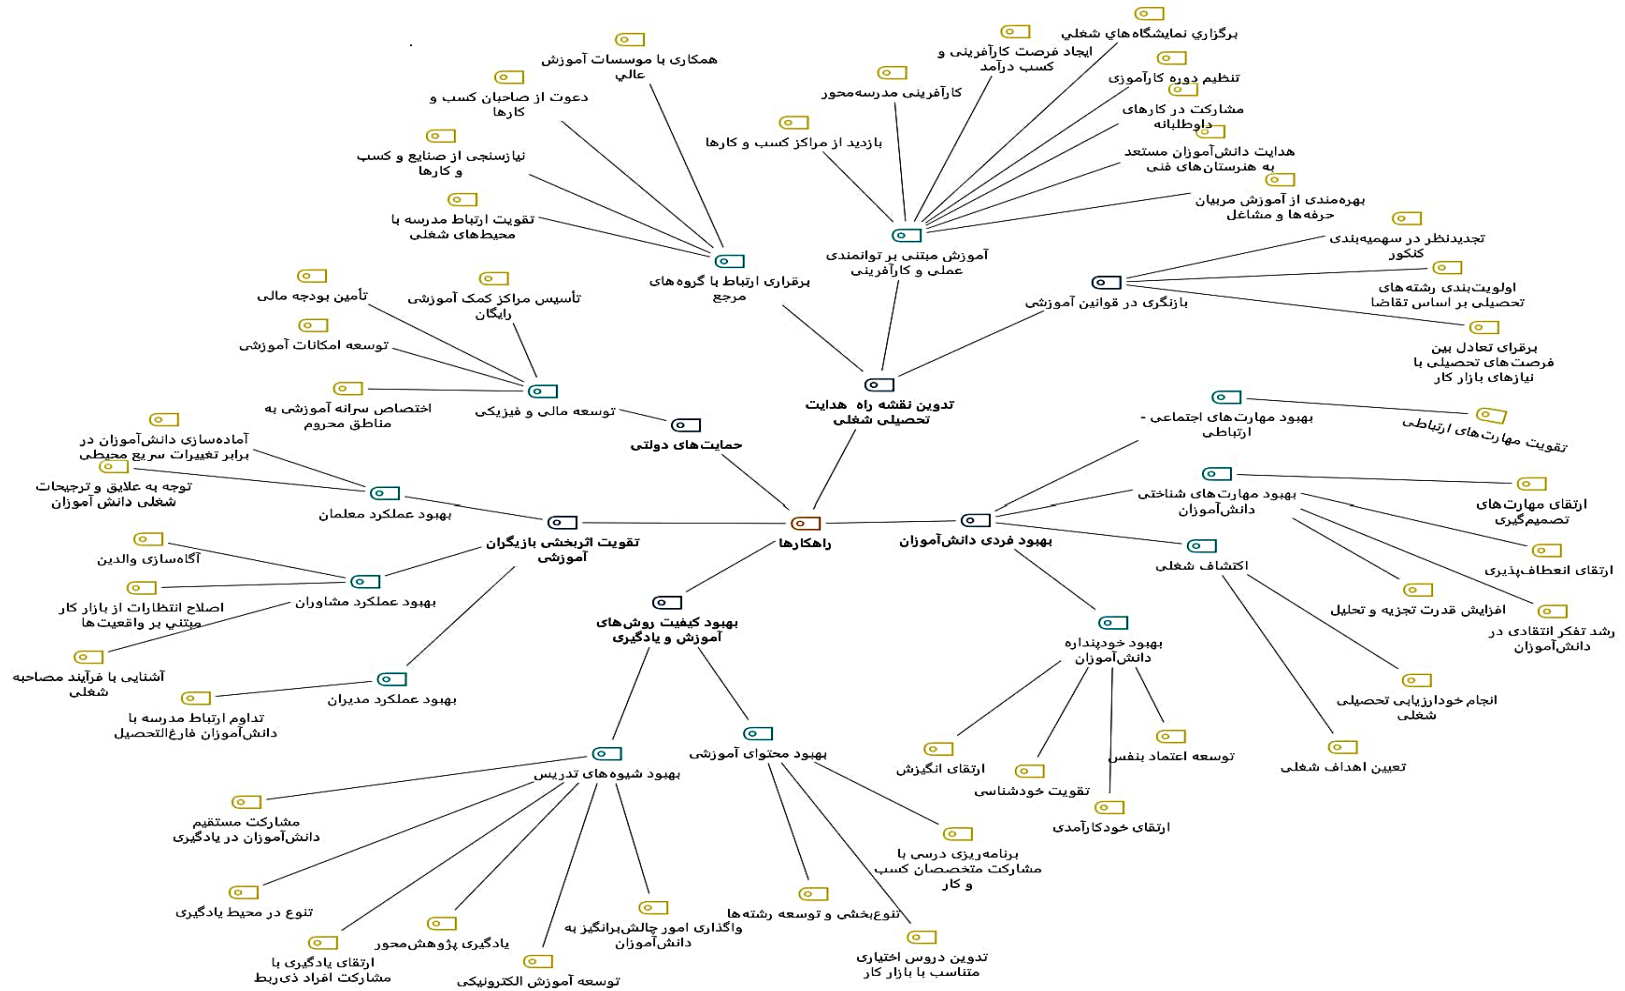 برگزاري نمايشگاه‌هاي شغلي
همکاری با موسسات آموزش
عالي
ایجاد فرصت کارآفرینی و
کسب درآمد
دعوت از صاحبان کسب و
کارها
کارآفرینی مدرسه‌محور
تنظیم دوره کارآموزی
مشارکت در کارهای
داوطلبانه
نیازسنجی از صنایع و کسب
و کارها
بازدید از مراکز کسب و کارها
هدایت دانش‌آموزان مستعد
به هنرستان‌های فنی
تقویت ارتباط مدرسه با
محیط‌های شغلی
بهره‌مندی از آموزش مربیان
حرفه‌ها و مشاغل
تجدیدنظر در سهمیه‌بندی
کنکور
آموزش مبتنی بر توانمندی
عملی و کارآفرینی
برقراری ارتباط با گروه‌های
مرجع
بازنگری در قوانین آموزشی
اولویت‌بندی رشته‌های
تحصیلی بر اساس تقاضا
تأمین بودجه مالی
تأسیس مراکز کمک آموزشی
رایگان
توسعه امکانات آموزشی
برقرای تعادل بین
فرصت‌های تحصیلی با
نیازهای بازار کار
اختصاص سرانه آموزشی به
مناطق محروم
توسعه مالی و فیزیکی
تدوین نقشه راه هدایت
تحصیلی شغلی
حمایت‌های دولتی
بهبود مهارت‌های اجتماعی -
ارتباطی
تقویت مهارت‌های ارتباطی
آماده‌سازی دانش‌آموزان در
برابر تغییرات سریع محیطی
توجه به علایق و ترجیحات
شغلی دانش آموزان
بهبود عملکرد معلمان
بهبود مهارت‌های شناختی
دانش‌آموزان
ارتقای مهارت‌های
تصمیم‌گیری
تقویت اثربخشی بازیگران
آموزشی
راهکارها
بهبود فردی دانش‌آموزان
آگاه‌سازی والدین
اکتشاف شغلی
ارتقای انعطاف‌پذیری
بهبود عملکرد مشاوران
اصلاح انتظارات از بازار کار
مبتني بر واقعیت‌ها
بهبود کیفیت روش‌های
آموزش و یادگیری
افزایش قدرت تجزیه و تحلیل
رشد تفکر انتقادی در
دانش‌آموزان
بهبود خودپنداره
دانش‌آموزان
آشنایی با فرآیند مصاحبه
شغلی
بهبود عملکرد مدیران
انجام خودارزیابی تحصیلی
شغلی
تداوم ارتباط مدرسه با
دانش‌آموزان فارغ‌التحصیل
بهبود محتوای آموزشی
توسعه اعتماد بنفس
تعیین اهداف شغلی
ارتقای انگیزش
بهبود شیوه‌های تدریس
تقویت خودشناسی
مشارکت مستقیم
دانش‌آموزان در یادگیری
ارتقای خودکارآمدی
برنامه‌ریزی درسی با
مشارکت متخصصان کسب
و کار
تنوع در محیط یادگیری
تنوع‌بخشی و توسعه رشته‌ها
واگذاری امور چالش‌برانگیز به
دانش‌آموزان
یادگیری پژوهش‌محور
ارتقای یادگیری با
مشارکت افراد ذی‌ربط
تدوین دروس اختیاری
متناسب با بازار کار
توسعه آموزش الکترونیکی